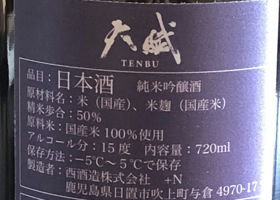 天賦
TENBU
品目：日本酒 純米吟醸酒
原材料名：米（国産）、米麹（国産米）
精米歩合：50％
原料米：国産米100％使用
アルコール分：15度 内容量：720ml
保存方法：−5℃～5℃で保存
製造者：西酒造株式会社 +N
鹿児島県日置市吹上町与倉4970-17